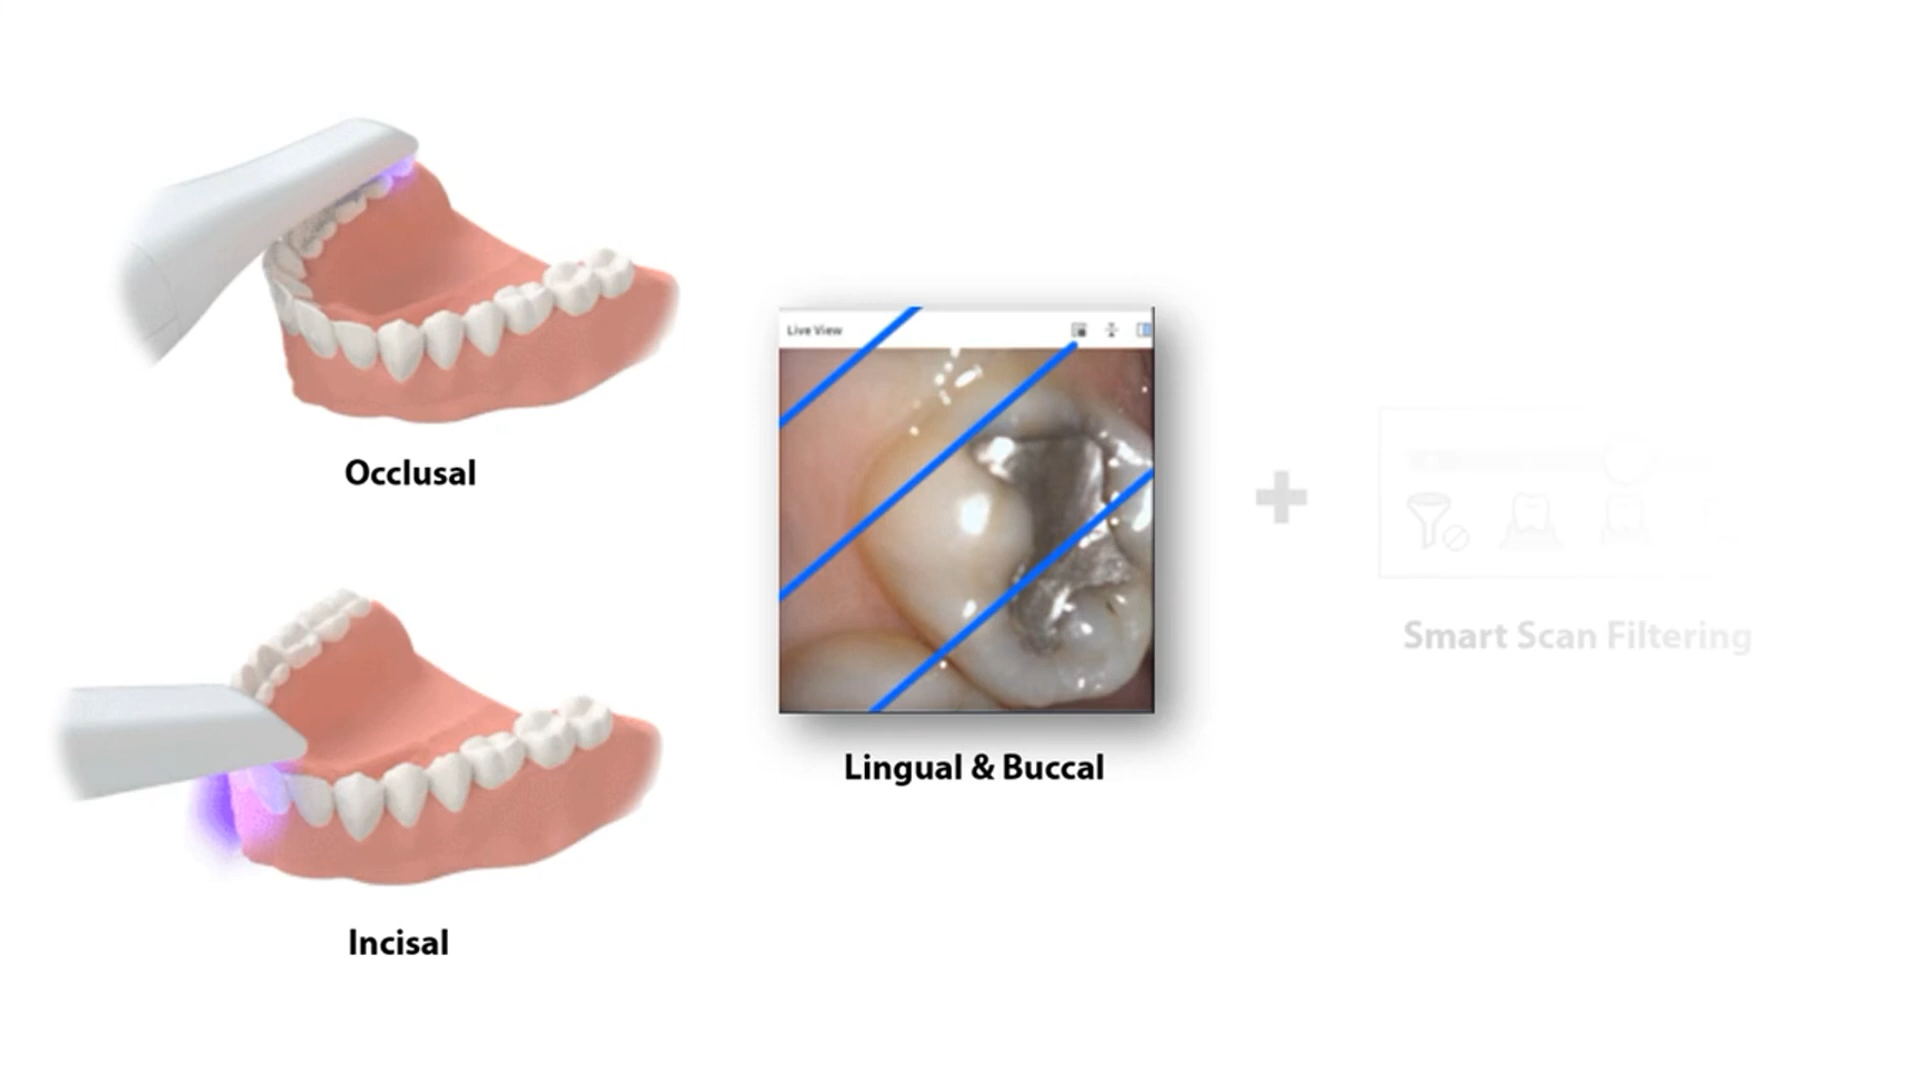 Occlusal
Incisal
Live View
Lingual & Buccal
Smart Scan Filtering